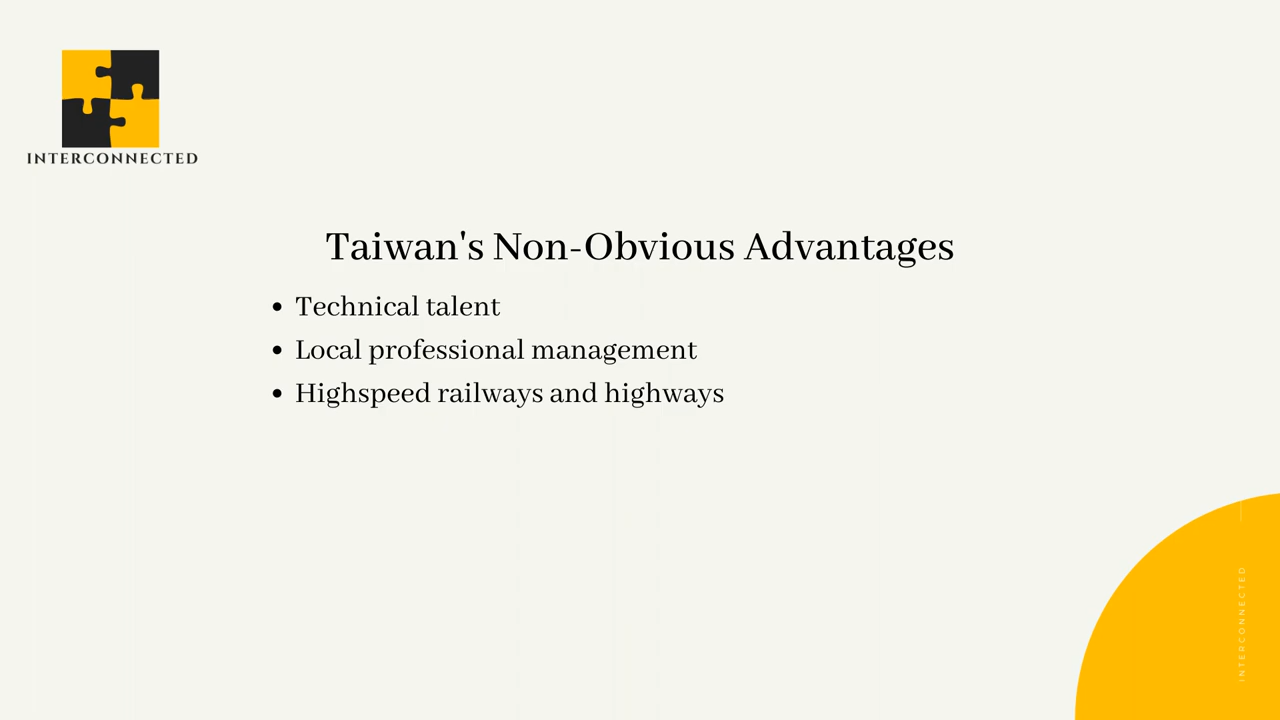 INTERCONNECTED
Taiwan's Non-Obvious Advantages
Technical talent
Local professional management
Highspeed railways and highways
INTERCONNECTED